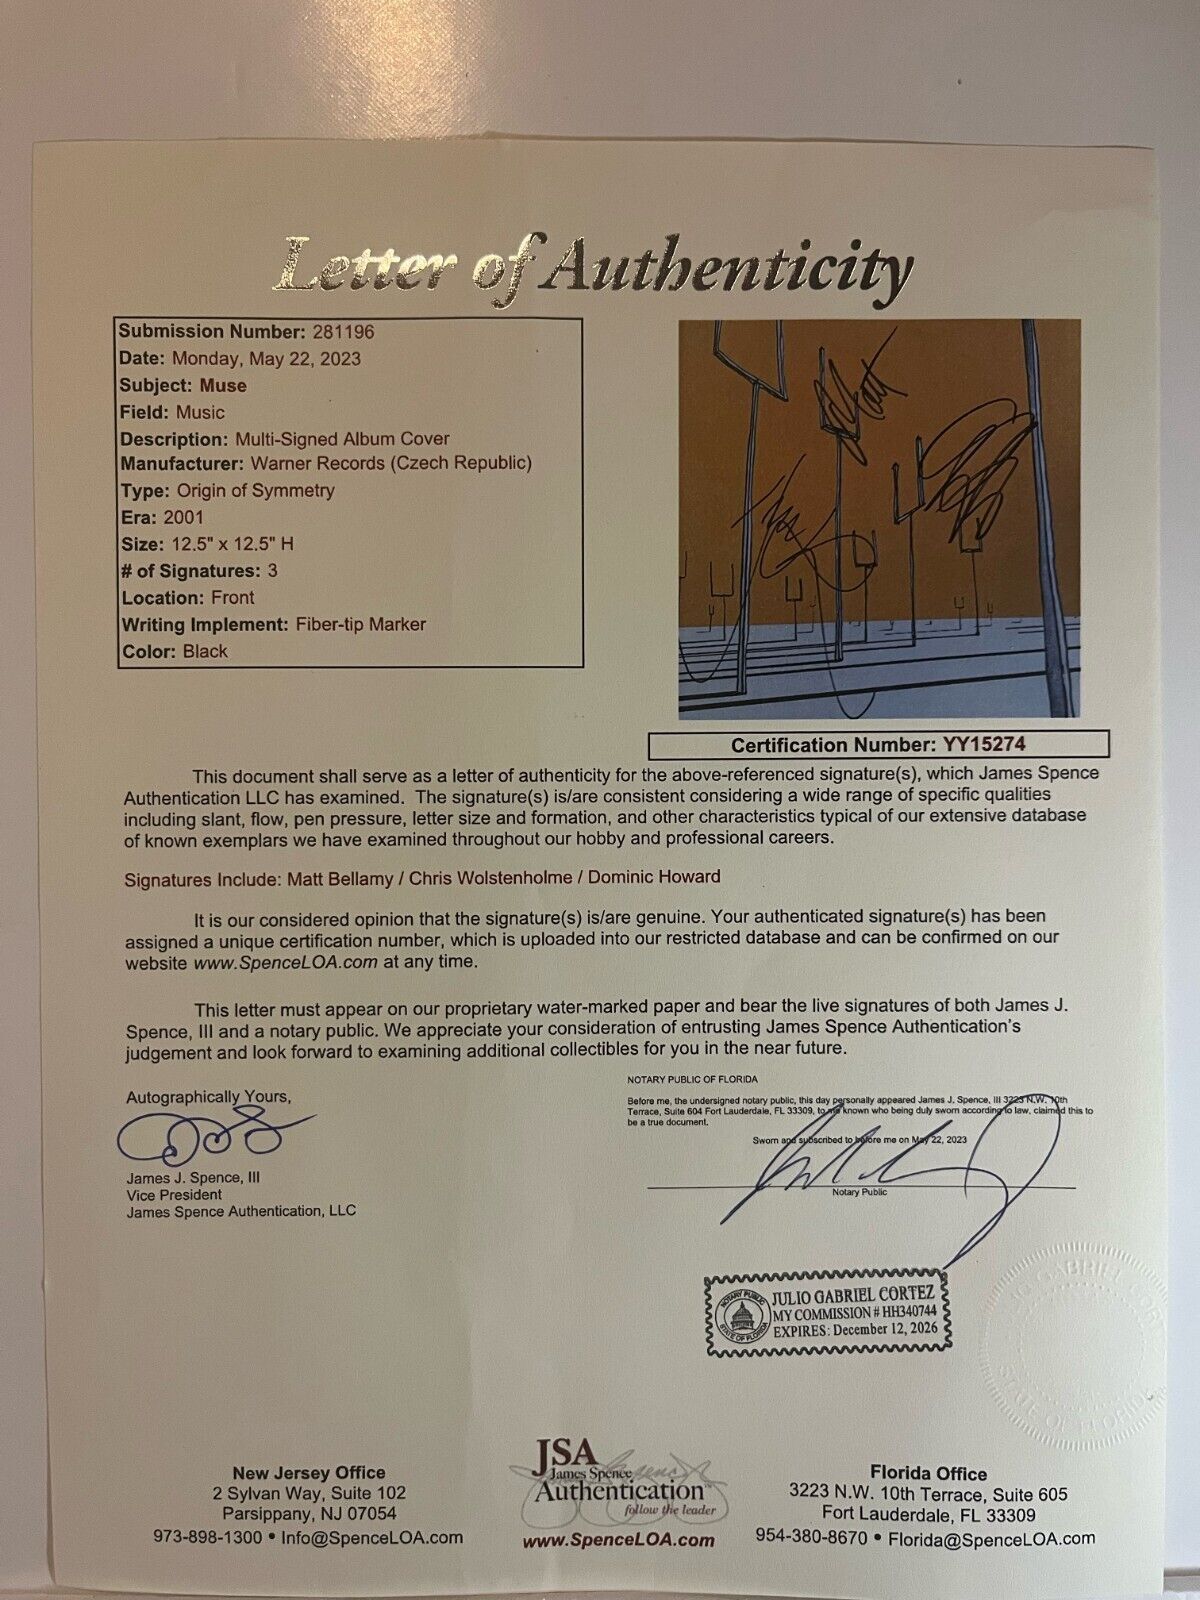 Letter of Authenticity
Submission Number: 281196
Date: Monday, May 22, 2023
Subject: Muse
Field: Music
Description: Multi-Signed Album Cover
Manufacturer: Warner Records (Czech Republic)
Type: Origin of Symmetry
Era: 2001
Size: 12.5" x 12.5" H
# of Signatures: 3
Location: Front
Writing Implement: Fiber-tip Marker
Color: Black
Certification Number: YY15274
This document shall serve as a letter of authenticity for the above-referenced signature(s), which James Spence
Authentication LLC has examined. The signature(s) is/are consistent considering a wide range of specific qualities
including slant, flow, pen pressure, letter size and formation, and other characteristics typical of our extensive database
of known exemplars we have examined throughout our hobby and professional careers.
Signatures Include: Matt Bellamy / Chris Wolstenholme / Dominic Howard
It is our considered opinion that the signature(s) is/are genuine. Your authenticated signature(s) has been
assigned a unique certification number, which is uploaded into our restricted database and can be confirmed on our
website www.SpenceLOA.com at any time.
This letter must appear on our proprietary water-marked paper and bear the live signatures of both James J.
Spence, III and a notary public. We appreciate your consideration of entrusting James Spence Authentication's
judgement and look forward to examining additional collectibles for you in the near future.
Autographically Yours,
James J. Spence, III
Vice President
James Spence Authentication, LLC
NOTARY PUBLIC OF FLORIDA
Before me, the undersigned notary public, this day personally appeared James J. Spence, III 3223 N.W. 10th
Terrace, Suite 604 Fort Lauderdale, FL 33309, to me known who being duly sworn according to law, claimed this to
be a true document.
Sworn and subscribed to before me on May 22, 2023
Notary Public
NOTARY PUBLIC
STATE OF FLORIDA
JULIO GABRIEL CORTEZ
MY COMMISSION # HH340744
EXPIRES: December 12, 2026
GABRIEL
STATE OF FLORIDA
New Jersey Office
2 Sylvan Way, Suite 102
Parsippany, NJ 07054
973-898-1300 • Info@SpenceLOA.com
JSA
James Spence
Authentication
follow the leader
www.SpenceLOA.com
Florida Office
3223 N.W. 10th Terrace, Suite 605
Fort Lauderdale, FL 33309
954-380-8670 • Florida@SpenceLOA.com